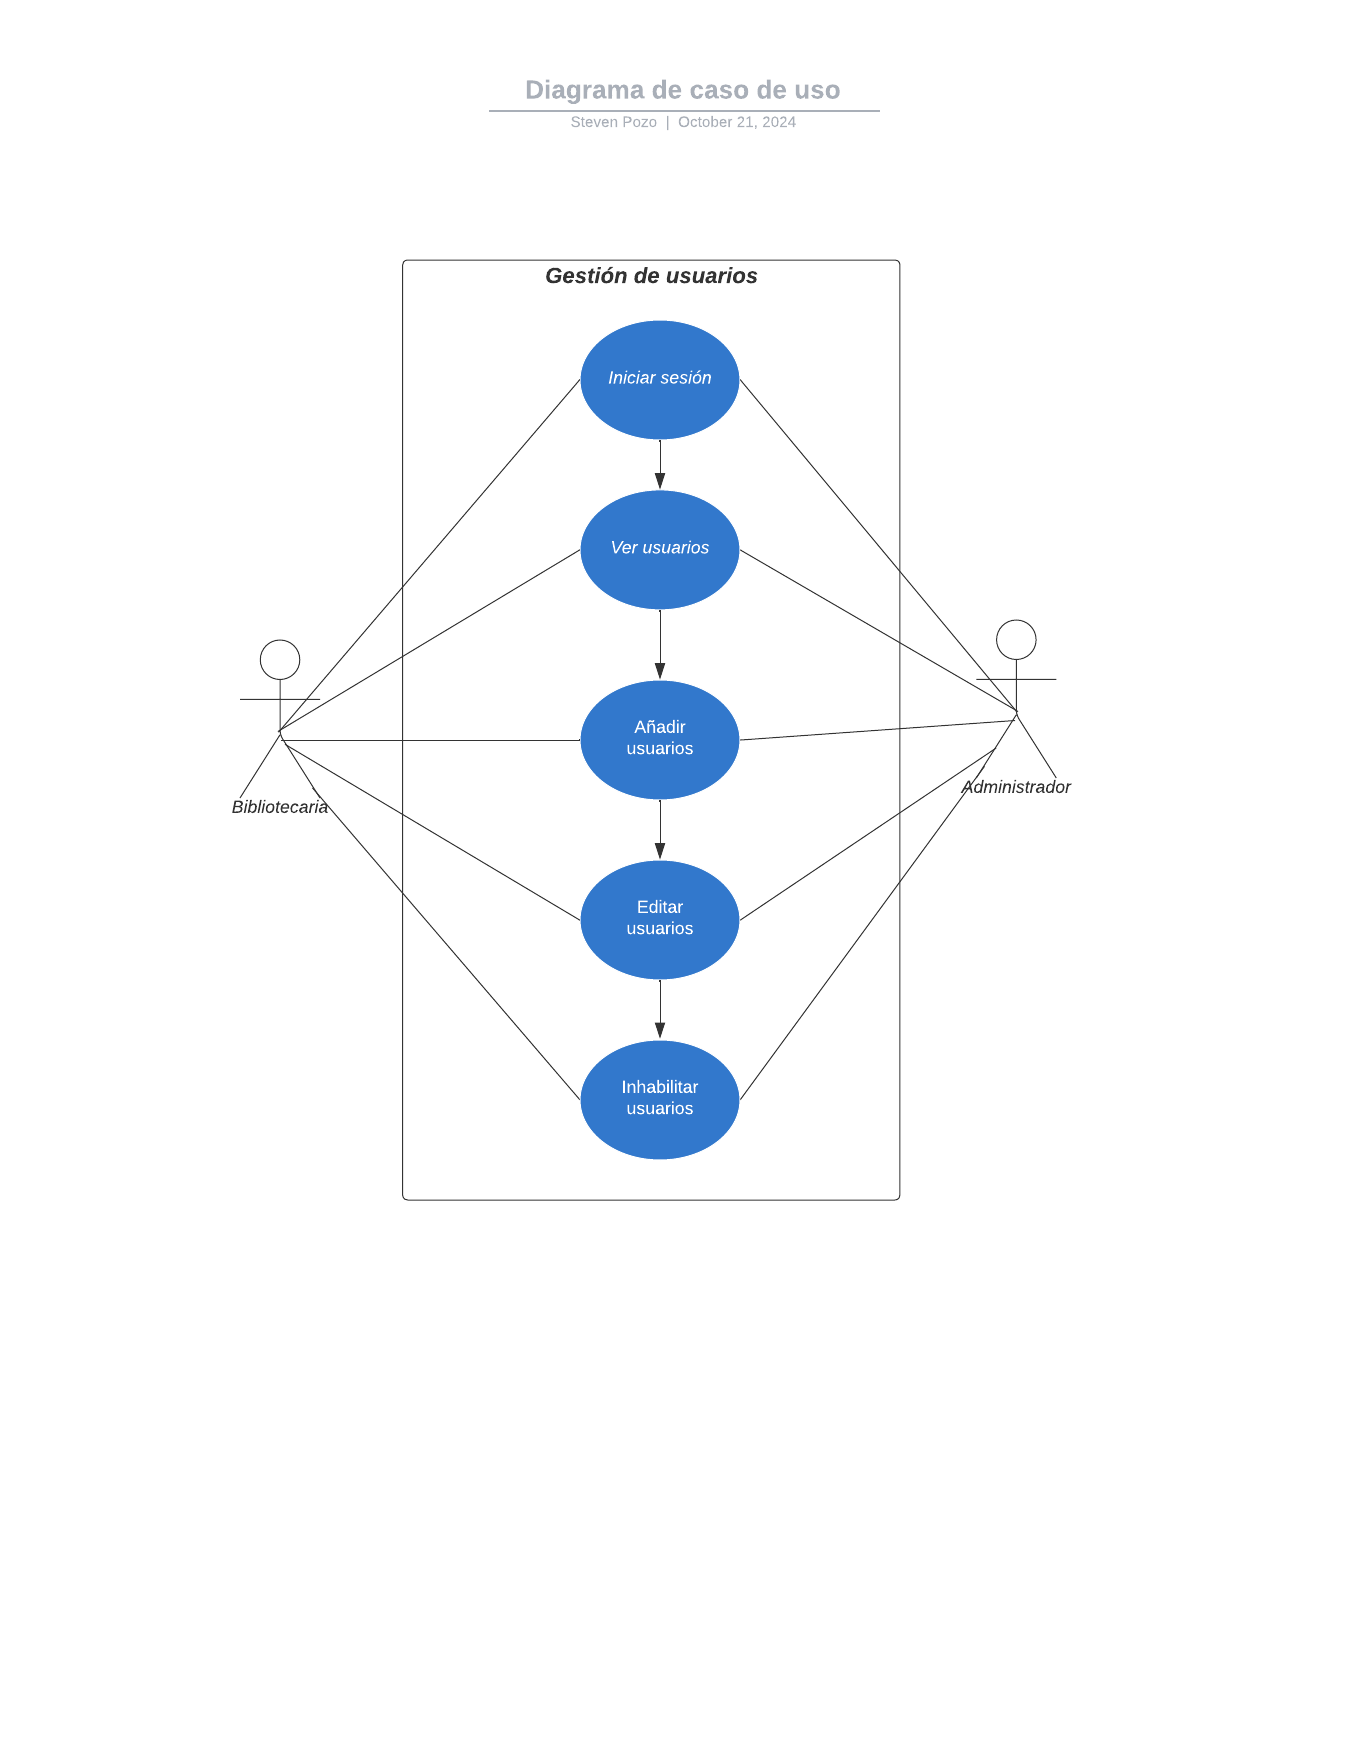 Diagrama de caso de uso
Steven Pozo | October 21, 2024
Gestión de usuarios
Iniciar sesión
Ver usuarios
Añadir
usuarios
Administrador
Bibliotecaria
Editar
usuarios
Inhabilitar
usuarios